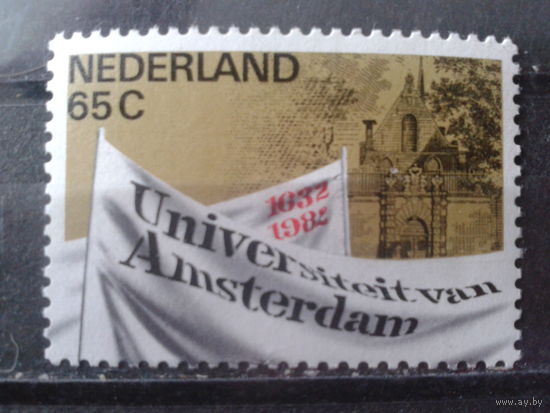 NEDERLAND
65C
1632
1982
Universiteit van
Amsterdam
www.ay.by